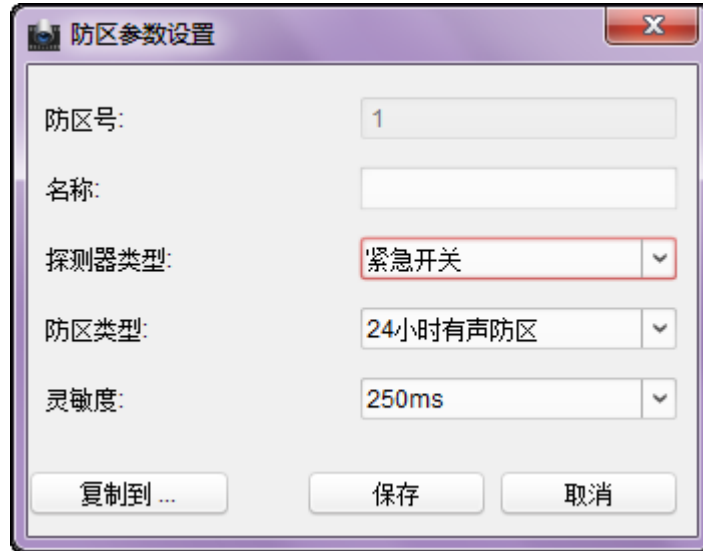 防区参数设置
防区号: 1
名称:
探测器类型: 紧急开关
防区类型: 24小时有声防区
灵敏度: 250ms
复制到 ... 保存 取消